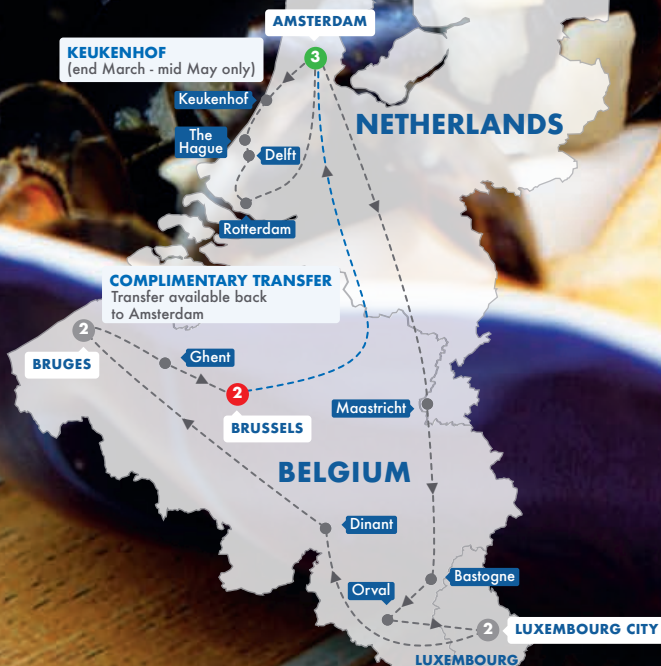 AMSTERDAM
3
KEUKENHOF
(end March - mid May only)
Keukenhof
NETHERLANDS
The
Hague
Delft
Rotterdam
COMPLIMENTARY TRANSFER
Transfer available back
to Amsterdam
2
BRUGES
Ghent
2
BRUSSELS
Maastricht
BELGIUM
Dinant
Bastogne
Orval
2
LUXEMBOURG CITY
LUXEMBOURG